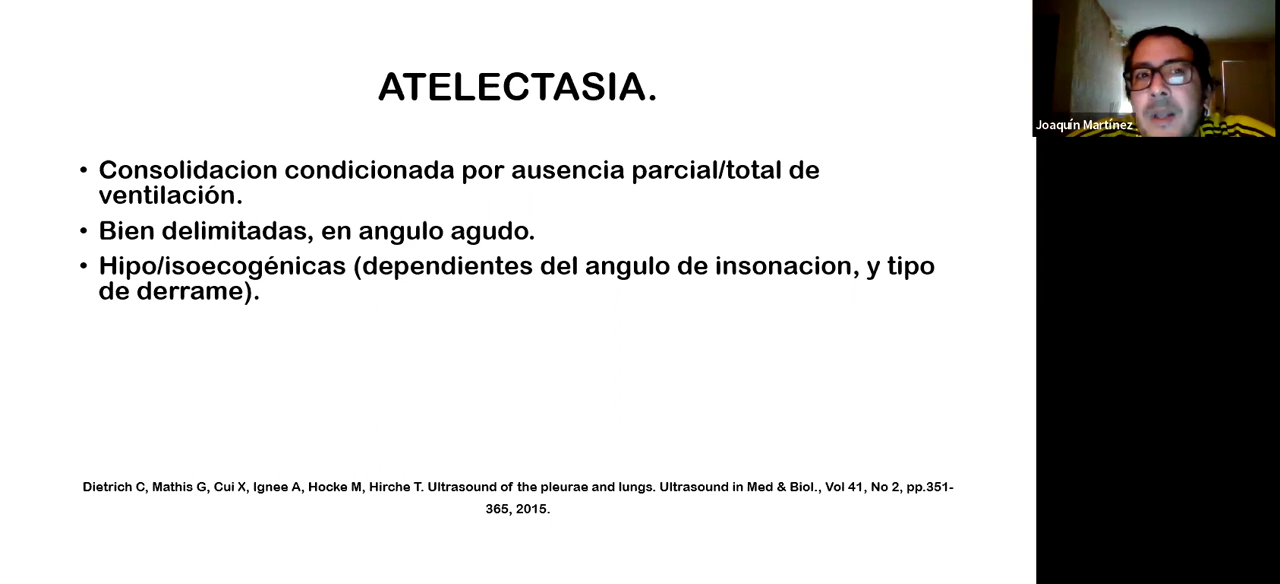 ATELECTASIA.
• Consolidacion condicionada por ausencia parcial/total de
ventilación.
• Bien delimitadas, en angulo agudo.
• Hipo/isoecogénicas (dependientes del angulo de insonacion, y tipo
de derrame).
Dietrich C, Mathis G, Cui X, Ignee A, Hocke M, Hirche T. Ultrasound of the pleurae and lungs. Ultrasound in Med & Biol., Vol 41, No 2, pp.351-
365, 2015.
Joaquín Martínez